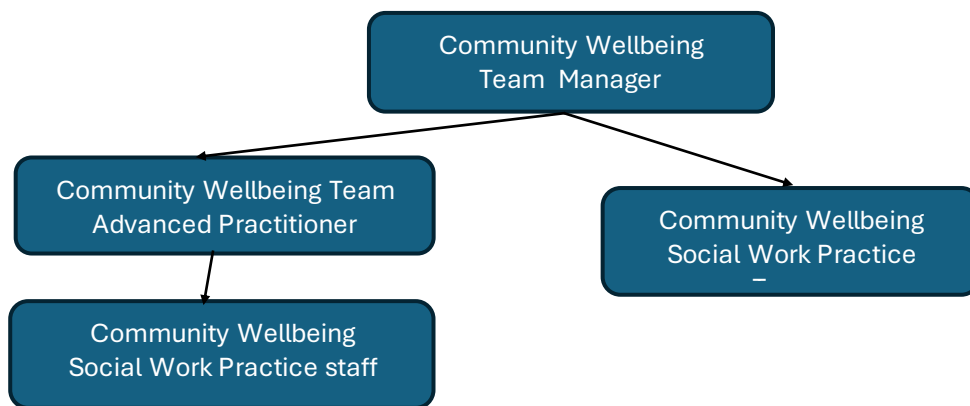 Community Wellbeing
Team Manager
Community Wellbeing Team
Advanced Practitioner
Community Wellbeing
Social Work Practice
Community Wellbeing
Social Work Practice staff